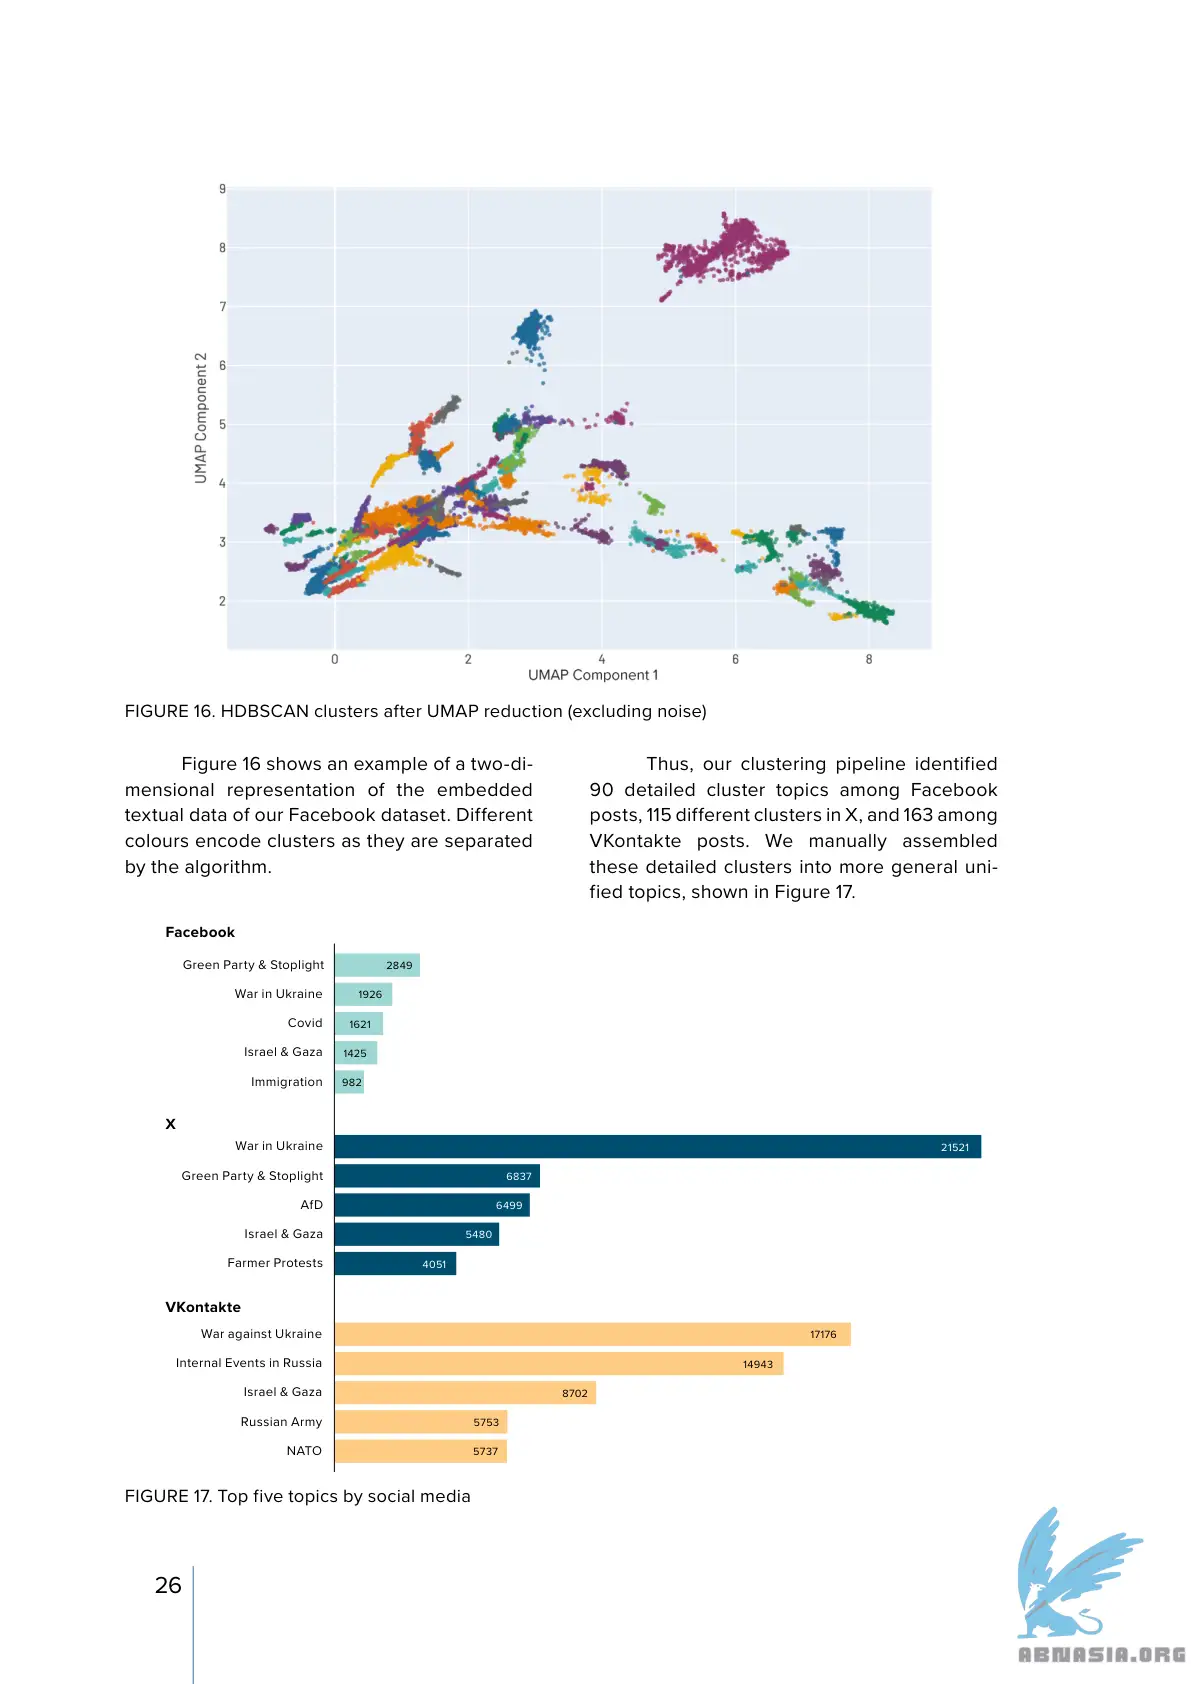 9
8
7
6
5
4
3
2
UMAP Component 2
0 2 4 6 8
UMAP Component 1
FIGURE 16. HDBSCAN clusters after UMAP reduction (excluding noise)
Figure 16 shows an example of a two-di-
mensional representation of the embedded
textual data of our Facebook dataset. Different
colours encode clusters as they are separated
by the algorithm.
Thus, our clustering pipeline identified
90 detailed cluster topics among Facebook
posts, 115 different clusters in X, and 163 among
VKontakte posts. We manually assembled
these detailed clusters into more general uni-
fied topics, shown in Figure 17.
Facebook
Green Party & Stoplight 2849
War in Ukraine 1926
Covid 1621
Israel & Gaza 1425
Immigration 982
X
War in Ukraine 21521
Green Party & Stoplight 6837
AfD 6499
Israel & Gaza 5480
Farmer Protests 4051
VKontakte
War against Ukraine 17176
Internal Events in Russia 14943
Israel & Gaza 8702
Russian Army 5753
NATO 5737
FIGURE 17. Top five topics by social media
26
ABNASIA.ORG